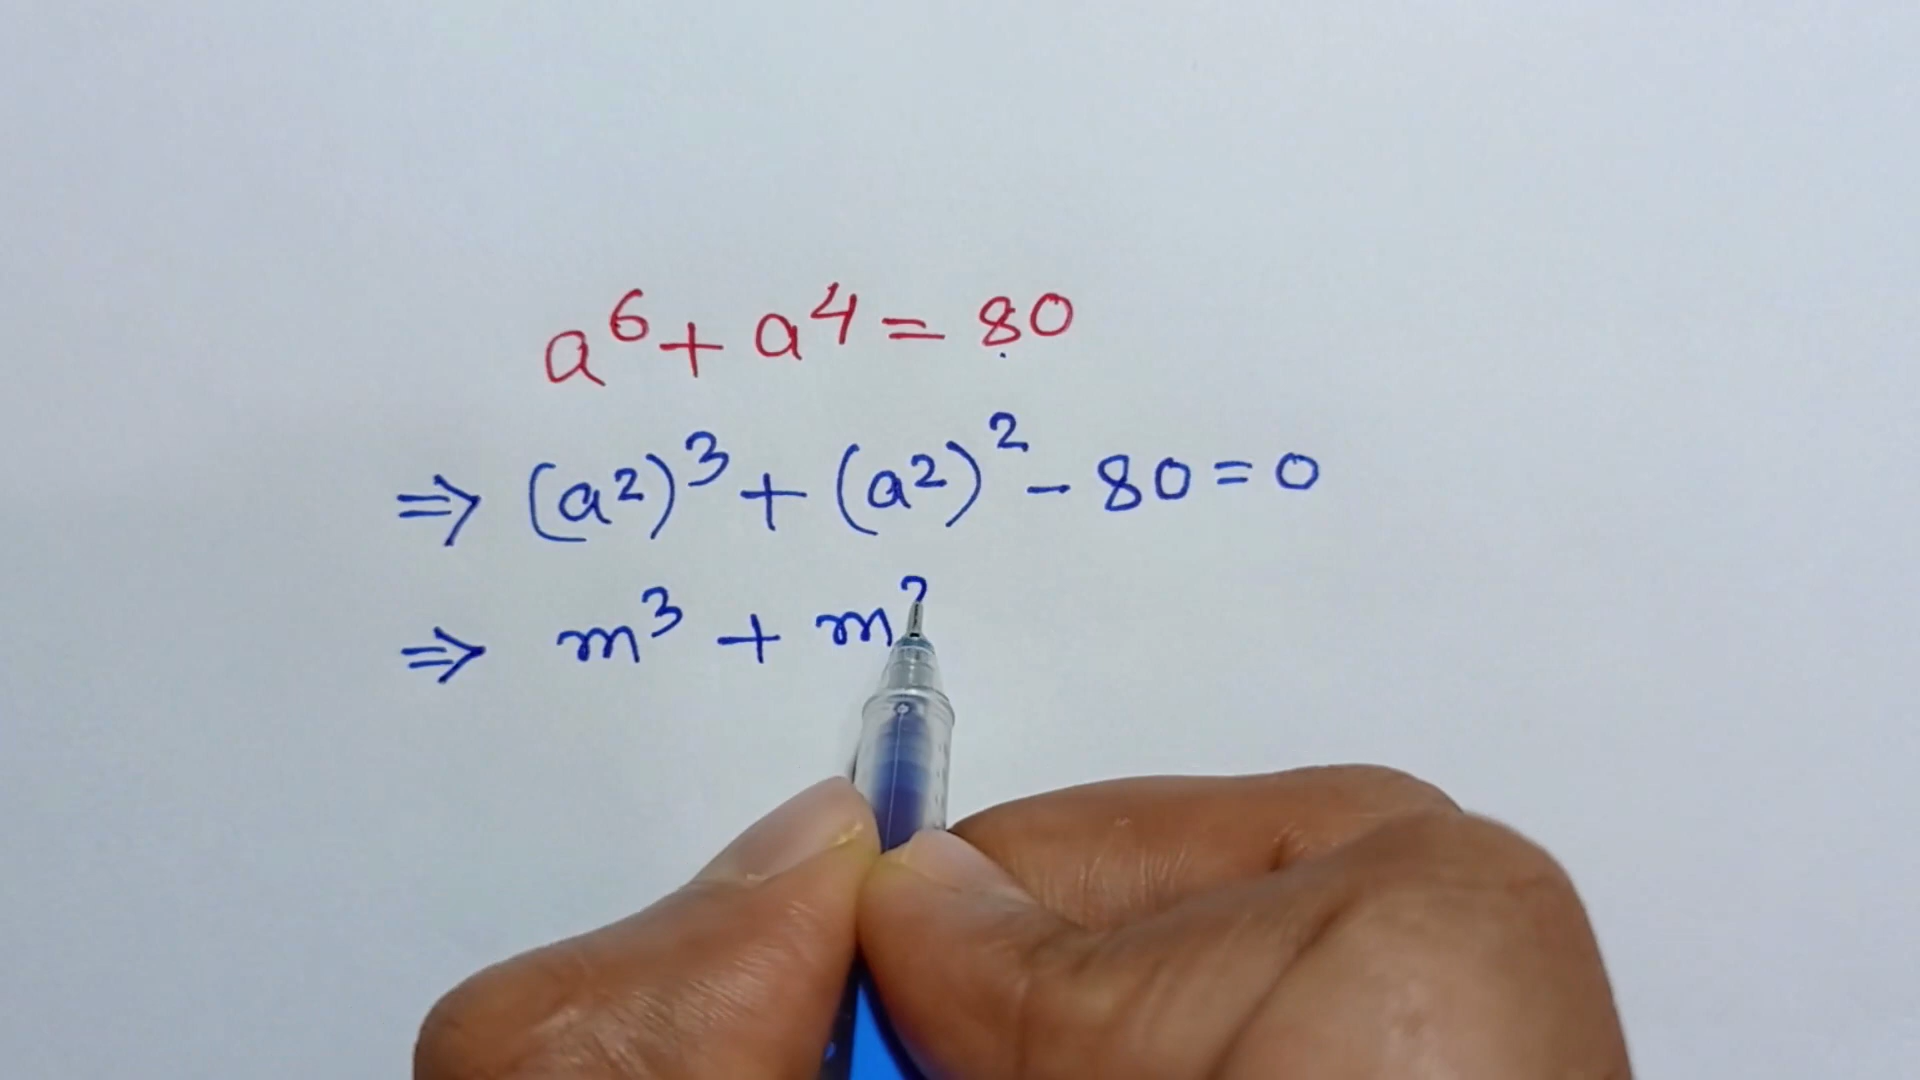 a⁶ + a⁴ = 80
⇒ (a²)³ + (a²)² - 80 = 0
⇒ m³ + m²